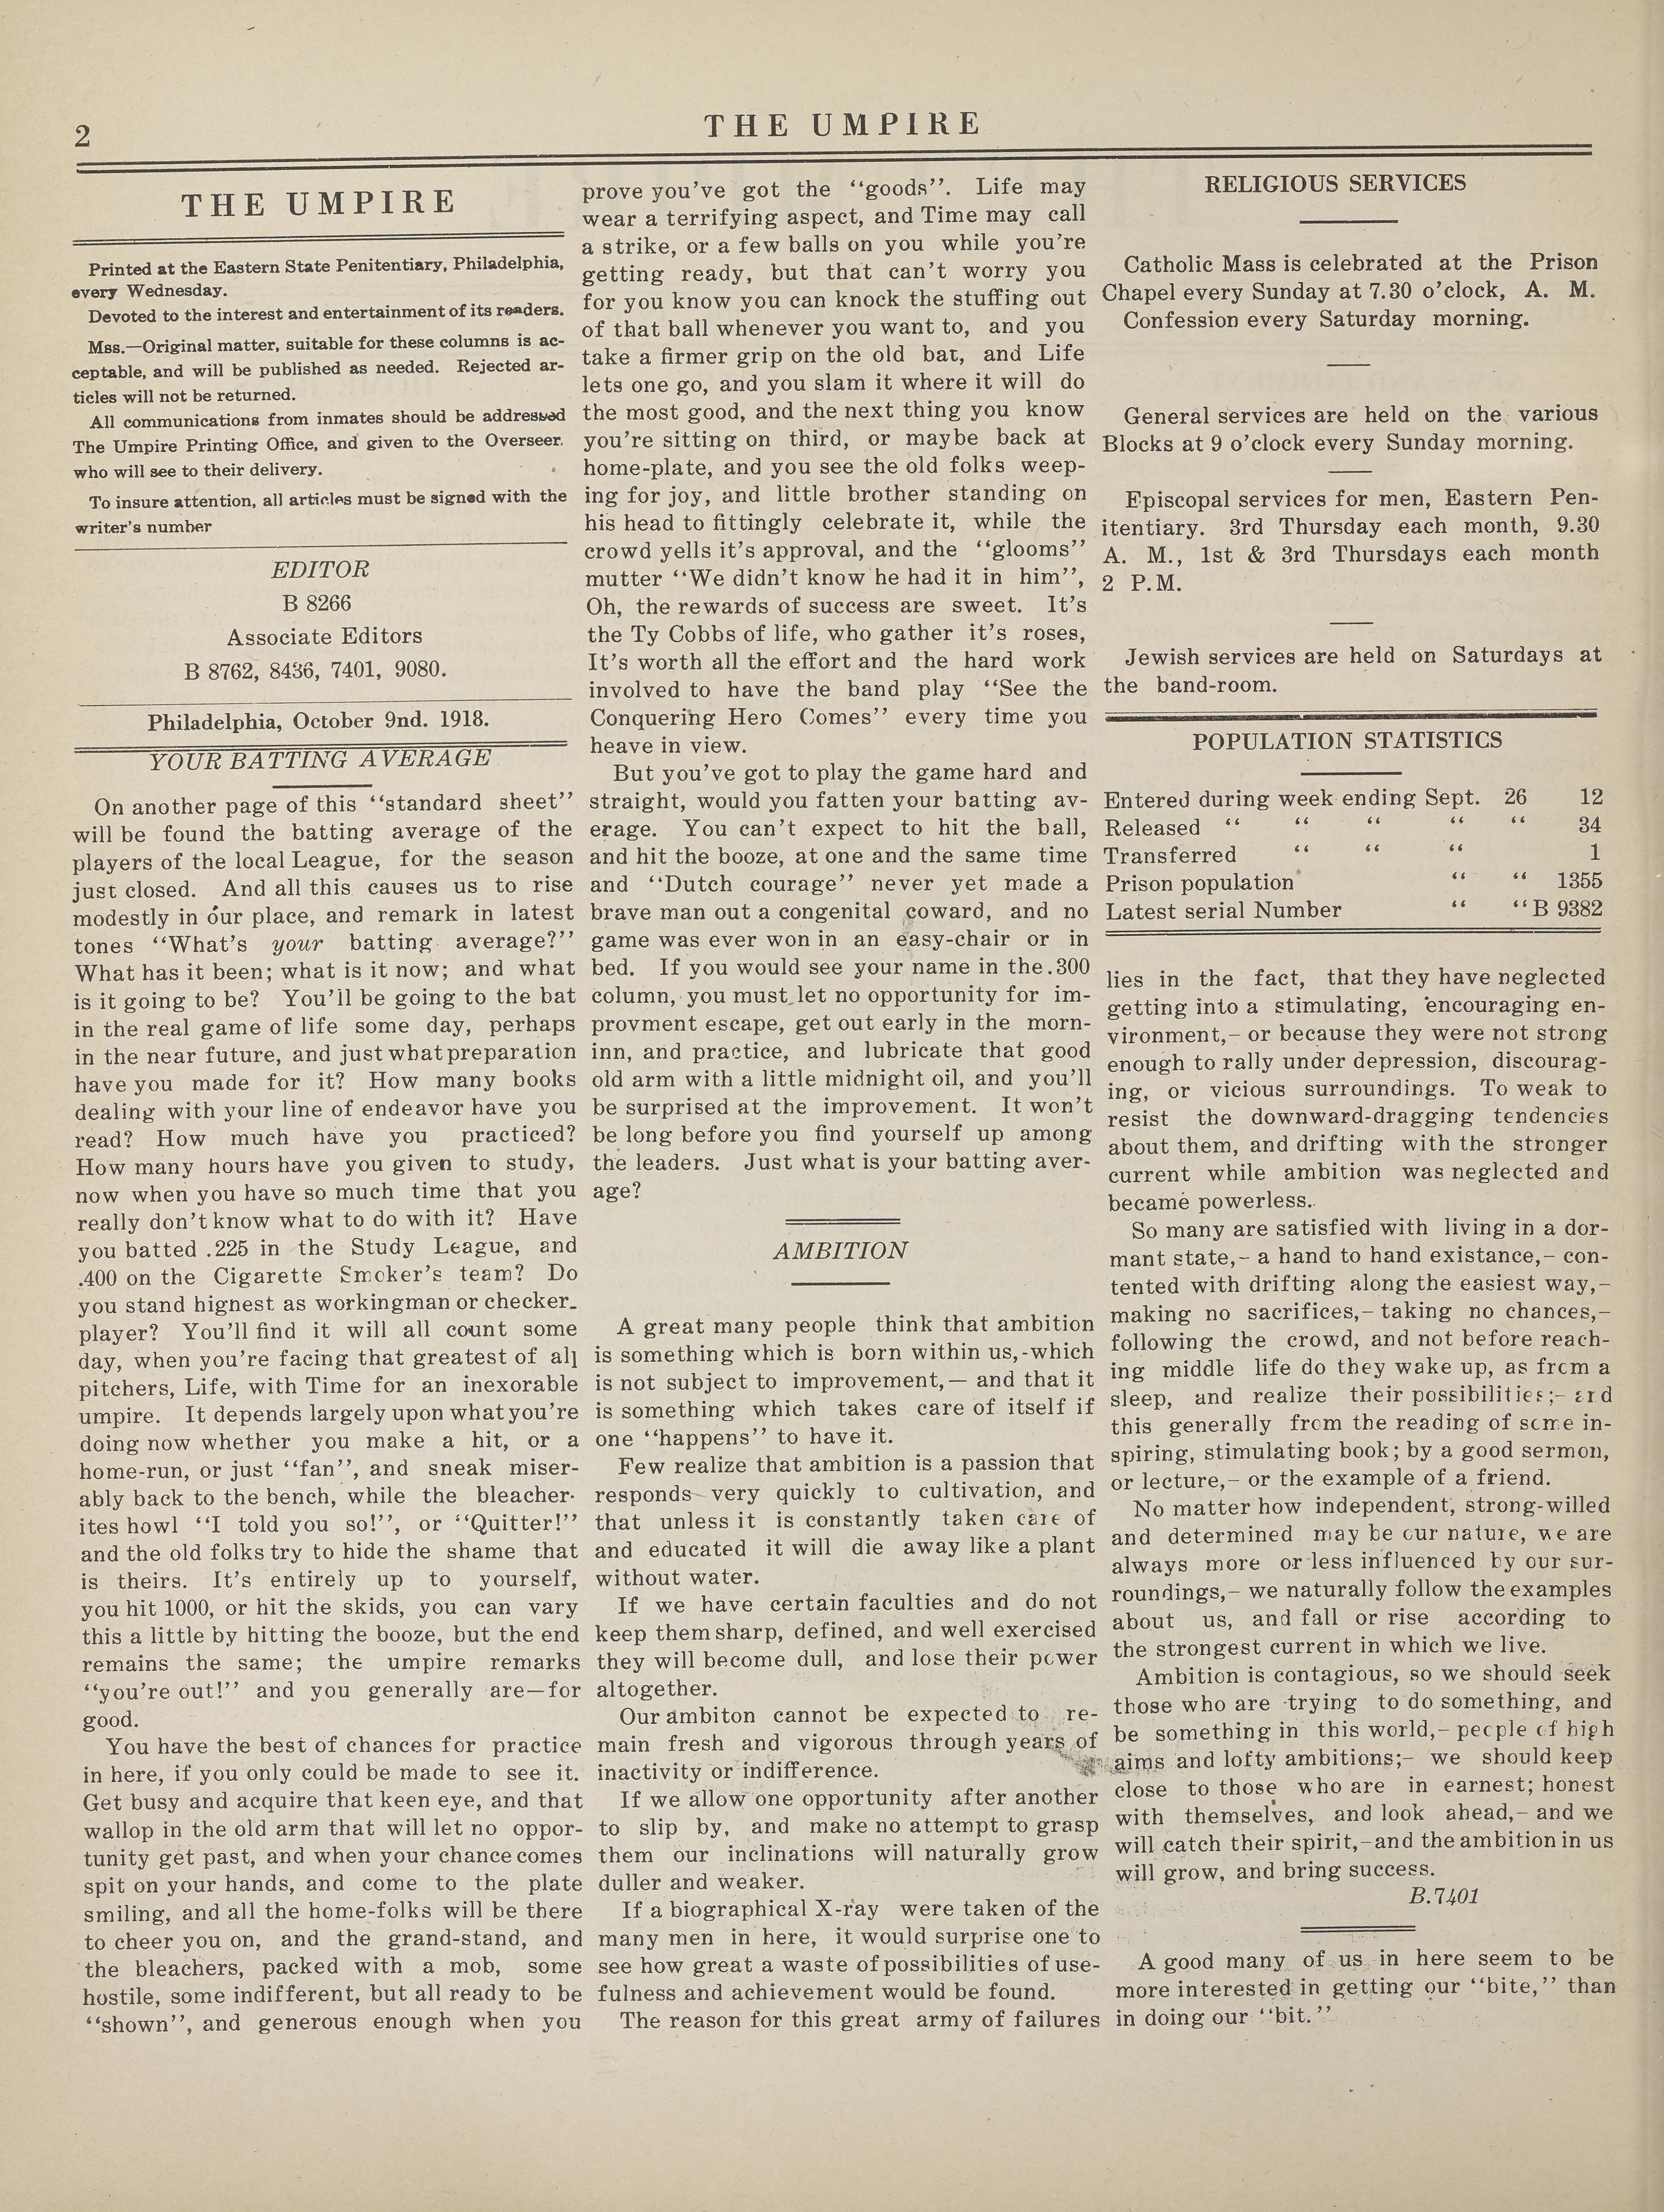 2
THE UMPIRE
THE UMPIRE
Printed at the Eastern State Penitentiary, Philadelphia,
every Wednesday.
Devoted to the interest and entertainment of its readers.
Mss.—Original matter, suitable for these columns is ac-
ceptable, and will be published as needed. Rejected ar-
ticles will not be returned.
All communications from inmates should be addressed
The Umpire Printing Office, and given to the Overseer,
who will see to their delivery.
To insure attention, all articles must be signed with the
writer's number
EDITOR
B 8266
Associate Editors
B 8762, 8436, 7401, 9080.
Philadelphia, October 9nd. 1918.
YOUR BATTING AVERAGE
On another page of this ‘‘standard sheet’’
will be found the batting average of the
players of the local League, for the season
just closed. And all this causes us to rise
modestly in our place, and remark in latest
tones ‘‘What's your batting average?’’
What has it been; what is it now; and what
is it going to be? You'll be going to the bat
in the real game of life some day, perhaps
in the near future, and just what preparation
have you made for it? How many books
dealing with your line of endeavor have you
read? How much have you practiced?
How many hours have you given to study,
now when you have so much time that you
really don't know what to do with it? Have
you batted .225 in the Study League, and
.400 on the Cigarette Smoker's team? Do
you stand hignest as workingman or checker-
player? You'll find it will all count some
day, when you're facing that greatest of all
pitchers, Life, with Time for an inexorable
umpire. It depends largely upon what you're
doing now whether you make a hit, or a
home-run, or just ‘‘fan’’, and sneak miser-
ably back to the bench, while the bleacher-
ites howl ‘‘I told you so!’’, or ‘‘Quitter!’’
and the old folks try to hide the shame that
is theirs. It's entirely up to yourself,
you hit 1000, or hit the skids, you can vary
this a little by hitting the booze, but the end
remains the same; the umpire remarks
‘‘you're out!’’ and you generally are—for
good.
You have the best of chances for practice
in here, if you only could be made to see it.
Get busy and acquire that keen eye, and that
wallop in the old arm that will let no oppor-
tunity get past, and when your chance comes
spit on your hands, and come to the plate
smiling, and all the home-folks will be there
to cheer you on, and the grand-stand, and
the bleachers, packed with a mob, some
hostile, some indifferent, but all ready to be
‘‘shown’’, and generous enough when you
prove you've got the ‘‘goods’’. Life may
wear a terrifying aspect, and Time may call
a strike, or a few balls on you while you're
getting ready, but that can't worry you
for you know you can knock the stuffing out
of that ball whenever you want to, and you
take a firmer grip on the old bat, and Life
lets one go, and you slam it where it will do
the most good, and the next thing you know
you're sitting on third, or maybe back at
home-plate, and you see the old folks weep-
ing for joy, and little brother standing on
his head to fittingly celebrate it, while the
crowd yells it's approval, and the ‘‘glooms’’
mutter ‘‘We didn't know he had it in him’’,
Oh, the rewards of success are sweet. It's
the Ty Cobbs of life, who gather it's roses,
It's worth all the effort and the hard work
involved to have the band play ‘‘See the
Conquering Hero Comes’’ every time you
heave in view.
But you've got to play the game hard and
straight, would you fatten your batting av-
erage. You can't expect to hit the ball,
and hit the booze, at one and the same time
and ‘‘Dutch courage’’ never yet made a
brave man out a congenital coward, and no
game was ever won in an easy-chair or in
bed. If you would see your name in the .300
column, you must let no opportunity for im-
provment escape, get out early in the morn-
inn, and practice, and lubricate that good
old arm with a little midnight oil, and you'll
be surprised at the improvement. It won't
be long before you find yourself up among
the leaders. Just what is your batting aver-
age?
AMBITION
A great many people think that ambition
is something which is born within us,-which
is not subject to improvement,— and that it
is something which takes care of itself if
one ‘‘happens’’ to have it.
Few realize that ambition is a passion that
responds very quickly to cultivation, and
that unless it is constantly taken care of
and educated it will die away like a plant
without water.
If we have certain faculties and do not
keep them sharp, defined, and well exercised
they will become dull, and lose their power
altogether.
Our ambiton cannot be expected to re-
main fresh and vigorous through years of
inactivity or indifference.
If we allow one opportunity after another
to slip by, and make no attempt to grasp
them our inclinations will naturally grow
duller and weaker.
If a biographical X-ray were taken of the
many men in here, it would surprise one to
see how great a waste of possibilities of use-
fulness and achievement would be found.
The reason for this great army of failures
RELIGIOUS SERVICES
Catholic Mass is celebrated at the Prison
Chapel every Sunday at 7.30 o'clock, A. M.
Confession every Saturday morning.
General services are held on the various
Blocks at 9 o'clock every Sunday morning.
Episcopal services for men, Eastern Pen-
itentiary. 3rd Thursday each month, 9.30
A. M., 1st & 3rd Thursdays each month
2 P.M.
Jewish services are held on Saturdays at
the band-room.
POPULATION STATISTICS
Entered during week ending Sept. 26 12
Released ‘‘ ‘‘ ‘‘ ‘‘ ‘‘ 34
Transferred ‘‘ ‘‘ ‘‘ 1
Prison population ‘‘ ‘‘ 1355
Latest serial Number ‘‘ ‘‘ B 9382
lies in the fact, that they have neglected
getting into a stimulating, encouraging en-
vironment,- or because they were not strong
enough to rally under depression, discourag-
ing, or vicious surroundings. To weak to
resist the downward-dragging tendencies
about them, and drifting with the stronger
current while ambition was neglected and
became powerless.
So many are satisfied with living in a dor-
mant state,- a hand to hand existance,- con-
tented with drifting along the easiest way,-
making no sacrifices,- taking no chances,-
following the crowd, and not before reach-
ing middle life do they wake up, as from a
sleep, and realize their possibilities;- and
this generally from the reading of some in-
spiring, stimulating book; by a good sermon,
or lecture,- or the example of a friend.
No matter how independent, strong-willed
and determined may be our nature, we are
always more or less influenced by our sur-
roundings,- we naturally follow the examples
about us, and fall or rise according to
the strongest current in which we live.
Ambition is contagious, so we should seek
those who are trying to do something, and
be something in this world,- people of high
aims and lofty ambitions;- we should keep
close to those who are in earnest; honest
with themselves, and look ahead,- and we
will catch their spirit,-and the ambition in us
will grow, and bring success.
B.7401
A good many of us in here seem to be
more interested in getting our ‘‘bite,’’ than
in doing our ‘‘bit.’’